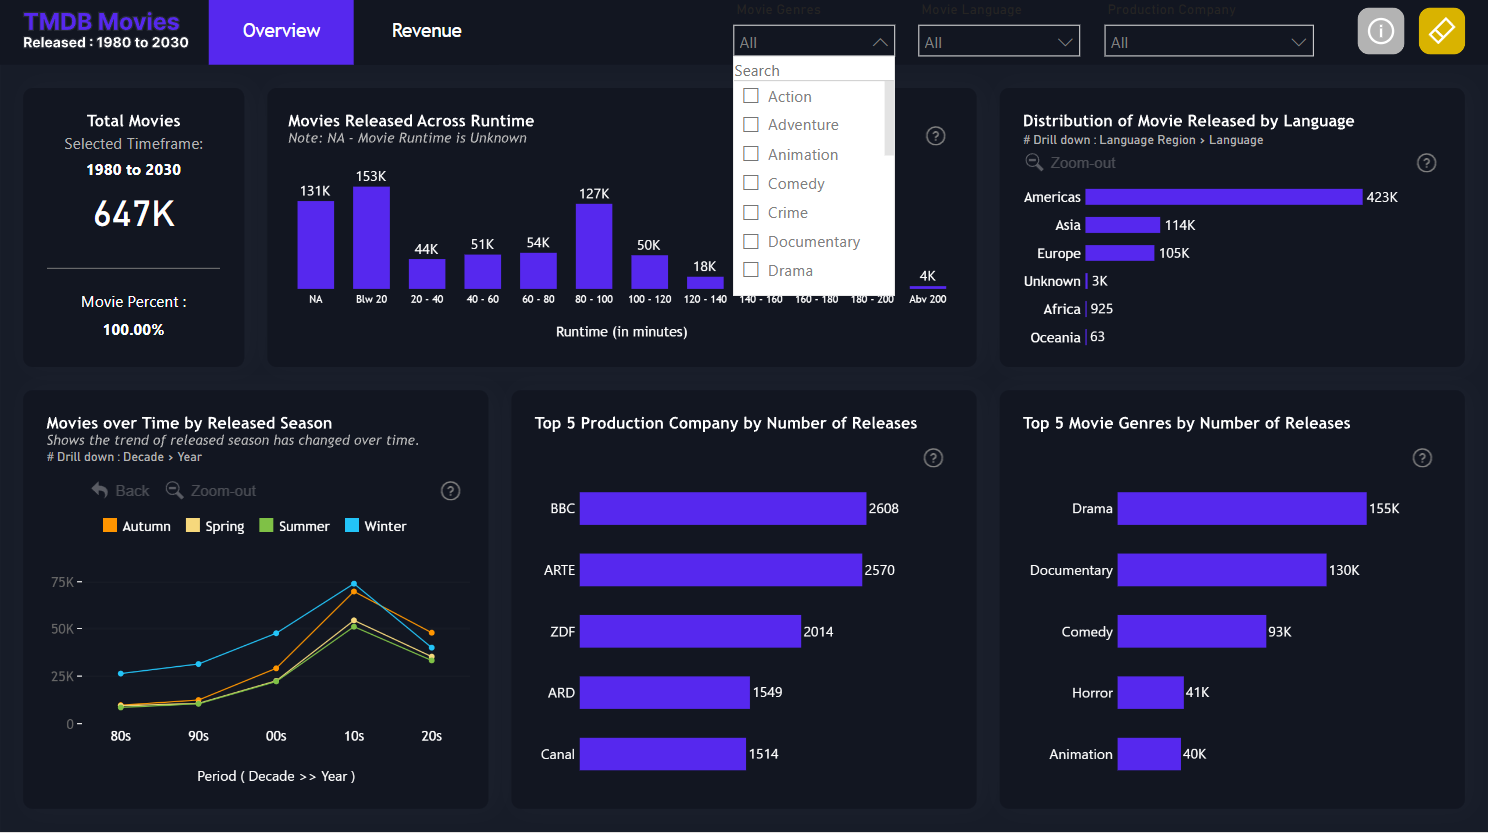 TMDB Movies
Released : 1980 to 2030
Overview
Revenue
Movie Genres
All
Search
Action
Adventure
Animation
Comedy
Crime
Documentary
Drama
Movie Language
All
Production Company
All
Total Movies
Selected Timeframe:
1980 to 2030
647K
Movie Percent :
100.00%
Movies Released Across Runtime
Note: NA - Movie Runtime is Unknown
?
131K
153K
44K
51K
54K
127K
50K
18K
4K
NA
Blw 20
20 - 40
40 - 60
60 - 80
80 - 100
100 - 120
120 - 140
140 - 160
160 - 180
180 - 200
Abv 200
Runtime (in minutes)
Distribution of Movie Released by Language
# Drill down : Language Region > Language
Zoom-out
?
Americas 423K
Asia 114K
Europe 105K
Unknown 3K
Africa 925
Oceania 63
Movies over Time by Released Season
Shows the trend of released season has changed over time.
# Drill down : Decade > Year
Back Zoom-out
?
Autumn Spring Summer Winter
75K
50K
25K
0
80s 90s 00s 10s 20s
Period ( Decade >> Year )
Top 5 Production Company by Number of Releases
?
BBC 2608
ARTE 2570
ZDF 2014
ARD 1549
Canal 1514
Top 5 Movie Genres by Number of Releases
?
Drama 155K
Documentary 130K
Comedy 93K
Horror 41K
Animation 40K